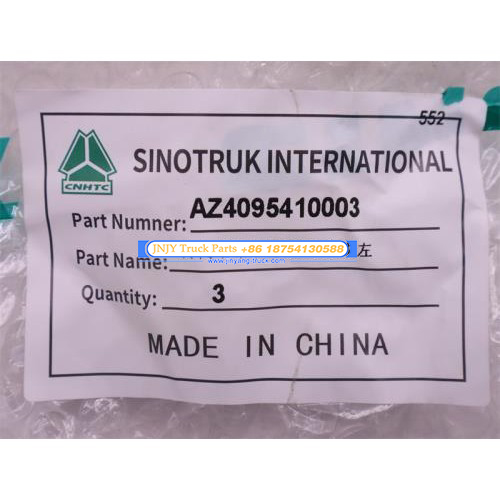 552
SINOTRUK INTERNATIONAL
CNHTC
Part Numner: AZ4095410003
JNJY Truck Parts +86 18754130588
Part Name: 左
www.jinyang-truck.com
Quantity: 3
MADE IN CHINA